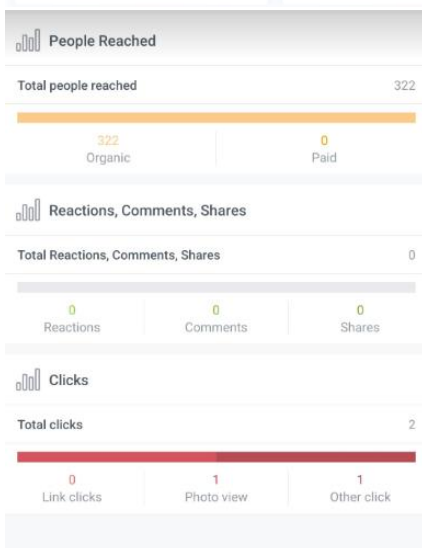 People Reached
Total people reached 322
322 0
Organic Paid
Reactions, Comments, Shares
Total Reactions, Comments, Shares 0
0 0 0
Reactions Comments Shares
Clicks
Total clicks 2
0 1 1
Link clicks Photo view Other click